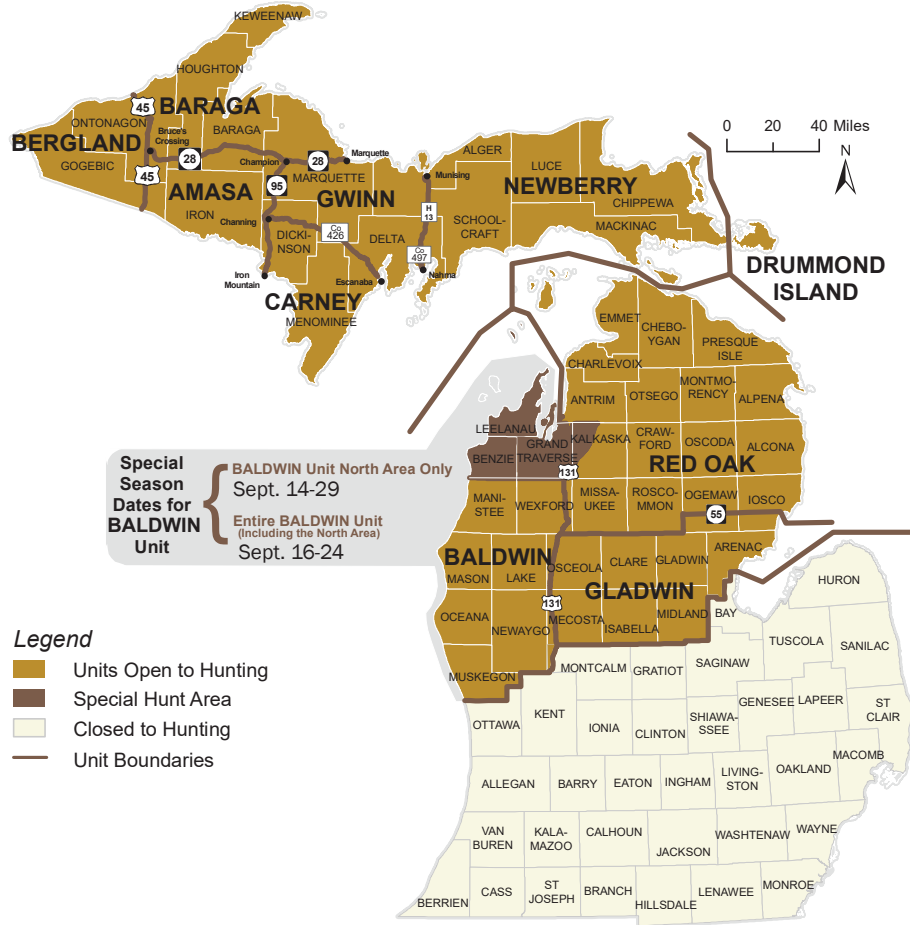 KEWEENAW
HOUGHTON
45
BARAGA
ONTONAGON
Bruce's
Crossing
BARAGA
BERGLAND
28
Champion
28
Marquette
GOGEBIC
45
95
MARQUETTE
AMASA
GWINN
IRON
Channing
DICKI-
NSON
Co
426
DELTA
Iron
Mountain
Escanaba
CARNEY
MENOMINEE
ALGER
Munising
LUCE
NEWBERRY
CHIPPEWA
H
13
SCHOOL-
CRAFT
MACKINAC
Co
497
Nahma
0 20 40 Miles
N
DRUMMOND
ISLAND
EMMET
CHEBO-
YGAN
PRESQUE
ISLE
CHARLEVOIX
ANTRIM
OTSEGO
MONTMO-
RENCY
ALPENA
LEELANAU
BENZIE
GRAND
TRAVERSE
KALKASKA
CRAW-
FORD
OSCODA
ALCONA
RED OAK
131
MANI-
STEE
WEXFORD
MISSA-
UKEE
ROSCO-
MMON
OGEMAW
IOSCO
55
Special
Season
Dates for
BALDWIN
Unit
BALDWIN Unit North Area Only
Sept. 14-29
Entire BALDWIN Unit
(Including the North Area)
Sept. 16-24
BALDWIN
MASON
LAKE
OSCEOLA
CLARE
GLADWIN
ARENAC
GLADWIN
131
OCEANA
NEWAYGO
MECOSTA
ISABELLA
MIDLAND
BAY
HURON
MUSKEGON
MONTCALM
GRATIOT
SAGINAW
TUSCOLA
SANILAC
Legend
Units Open to Hunting
Special Hunt Area
Closed to Hunting
Unit Boundaries
OTTAWA
KENT
IONIA
CLINTON
SHIAWA-
SSEE
GENESEE
LAPEER
ST
CLAIR
ALLEGAN
BARRY
EATON
INGHAM
LIVING-
STON
OAKLAND
MACOMB
VAN
BUREN
KALA-
MAZOO
CALHOUN
JACKSON
WASHTENAW
WAYNE
BERRIEN
CASS
ST
JOSEPH
BRANCH
HILLSDALE
LENAWEE
MONROE